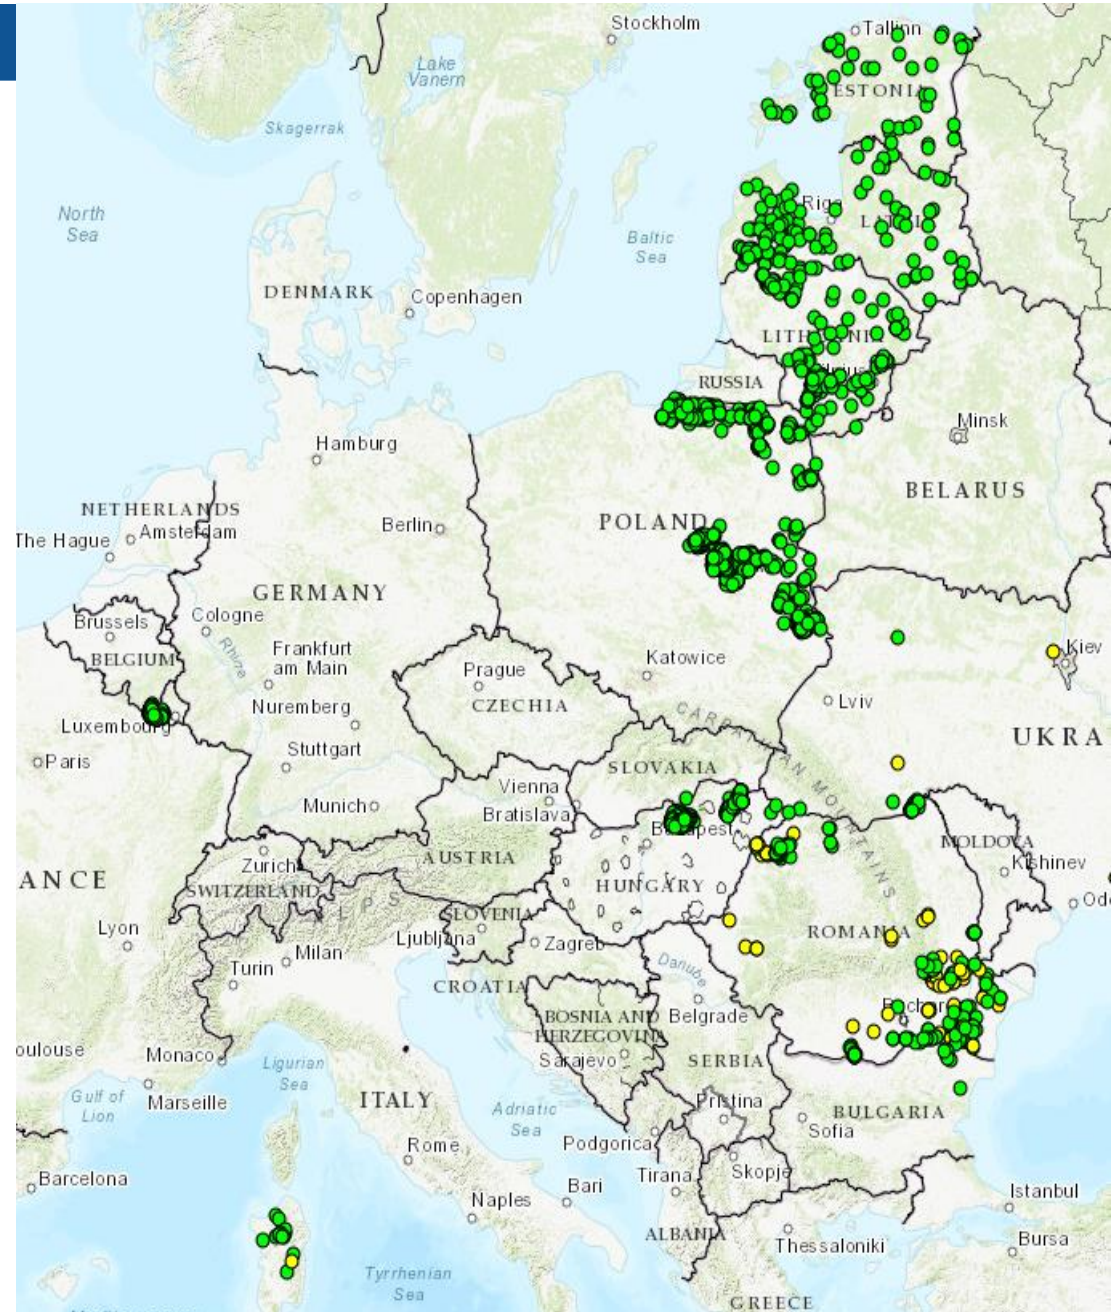 Stockholm
Tallinn
Lake
Vanern
ESTONIA
Skagerrak
North
Sea
Riga
Baltic
Sea
DENMARK
Copenhagen
RUSSIA
Minsk
Hamburg
BELARUS
NETHERLANDS
Amsterdam
The Hague
Berlin
POLAND
GERMANY
Brussels
Cologne
Rhine
BELGIUM
Frankfurt
am Main
Katowice
Kiev
Prague
Nuremberg
CZECHIA
Lviv
Luxembourg
UKRA
Paris
Stuttgart
SLOVAKIA
Vienna
Munich
Bratislava
MOLDOVA
AUSTRIA
Zurich
Kishinev
ANCE
SWITZERLAND
HUNGARY
Od
SLOVENIA
Lyon
ROMANIA
Ljubljana
Zagreb
Milan
Turin
Danube
CROATIA
BOSNIA AND
HERZEGOVINA
Belgrade
oulouse
Monaco
Ligurian
Sea
Sarajevo
SERBIA
Gulf of
Lion
Marseille
ITALY
Adriatic
Sea
Pristina
BULGARIA
Sofia
Rome
Podgorica
Barcelona
Tirana
Skopje
Naples
Bari
Istanbul
ALBANIA
Thessaloniki
Bursa
Tyrrhenian
Sea
GREECE